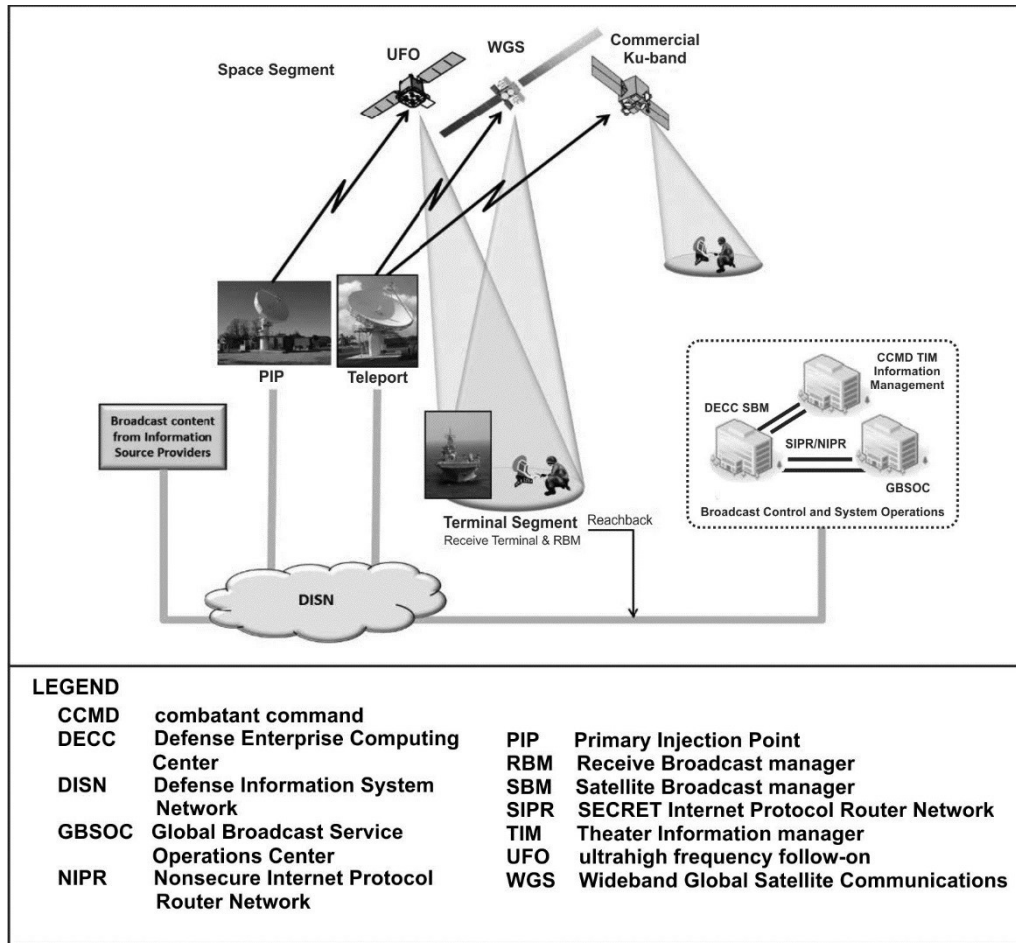 Space Segment
UFO
WGS
Commercial
Ku-band
PIP
Teleport
Broadcast content
from Information
Source Providers
CCMD TIM
Information
Management
DECC SBM
SIPR/NIPR
GBSOC
Broadcast Control and System Operations
Terminal Segment
Receive Terminal & RBM
Reachback
DISN
LEGEND
CCMD combatant command
DECC Defense Enterprise Computing
Center
DISN Defense Information System
Network
GBSOC Global Broadcast Service
Operations Center
NIPR Nonsecure Internet Protocol
Router Network
PIP Primary Injection Point
RBM Receive Broadcast manager
SBM Satellite Broadcast manager
SIPR SECRET Internet Protocol Router Network
TIM Theater Information manager
UFO ultrahigh frequency follow-on
WGS Wideband Global Satellite Communications